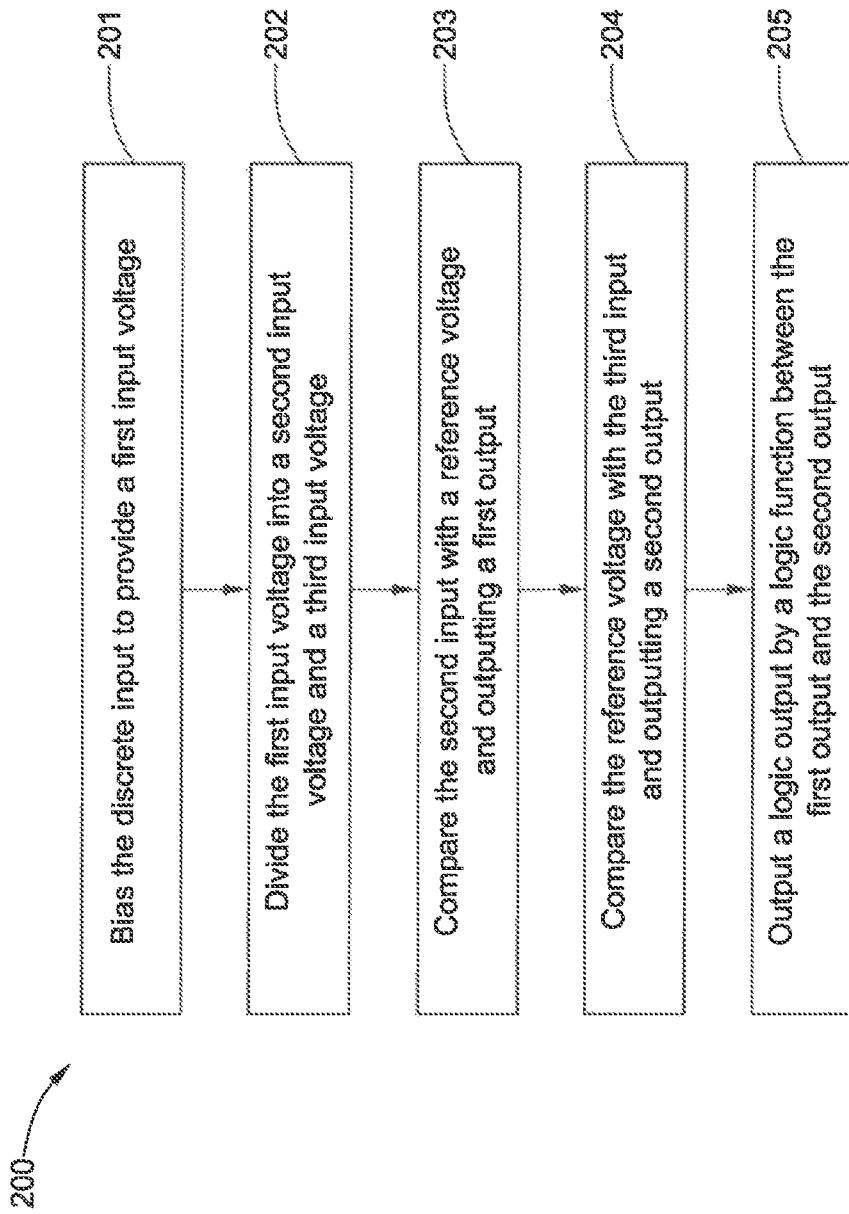 200
Bias the discrete input to provide a first input voltage
201
Divide the first input voltage into a second input
voltage and a third input voltage
202
Compare the second input with a reference voltage
and outputting a first output
203
Compare the reference voltage with the third input
and outputting a second output
204
Output a logic output by a logic function between the
first output and the second output
205